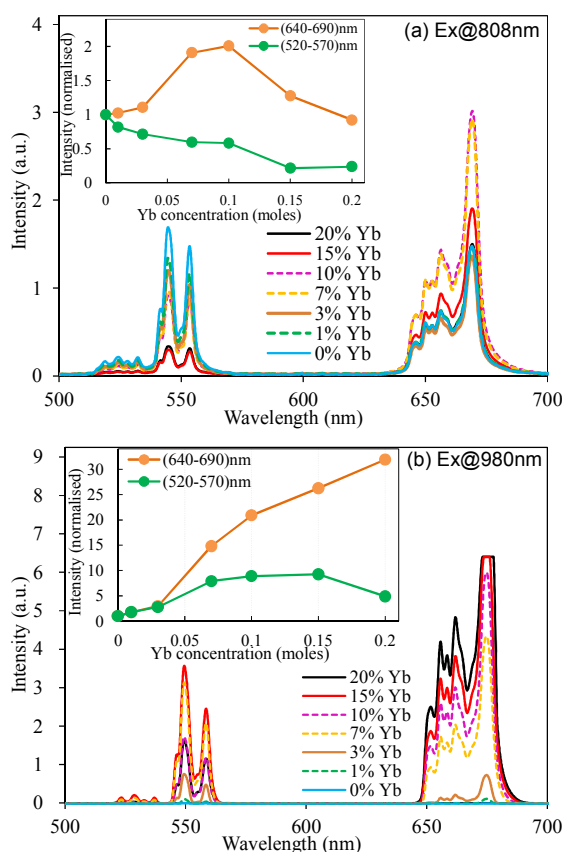 (a) Ex@808nm
Intensity (a.u.)
4
3
2
1
0
500
550
600
650
700
Wavelength (nm)
(640-690)nm
(520-570)nm
Intensity (normalised)
2
1.5
1
0.5
0
0
0.05
0.1
0.15
0.2
Yb concentration (moles)
20% Yb
15% Yb
10% Yb
7% Yb
3% Yb
1% Yb
0% Yb
(b) Ex@980nm
Intensity (a.u.)
9
8
7
6
5
4
3
2
1
0
500
550
600
650
700
Wavelength (nm)
(640-690)nm
(520-570)nm
Intensity (normalised)
30
25
20
15
10
5
0
0
0.05
0.1
0.15
0.2
Yb concentration (moles)
20% Yb
15% Yb
10% Yb
7% Yb
3% Yb
1% Yb
0% Yb